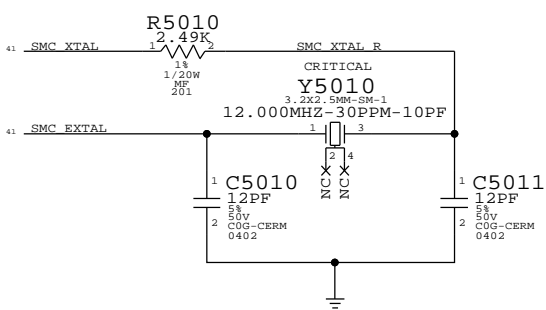 R5010
2.49K
41 SMC_XTAL 1 2 SMC_XTAL_R
1%
1/20W
MF
201
CRITICAL
Y5010
3.2X2.5MM-SM-1
12.000MHZ-30PPM-10PF
41 SMC_EXTAL 1 3
2 4
NC NC
1 C5010
12PF
5%
50V
2 C0G-CERM
0402
1 C5011
12PF
5%
50V
2 C0G-CERM
0402